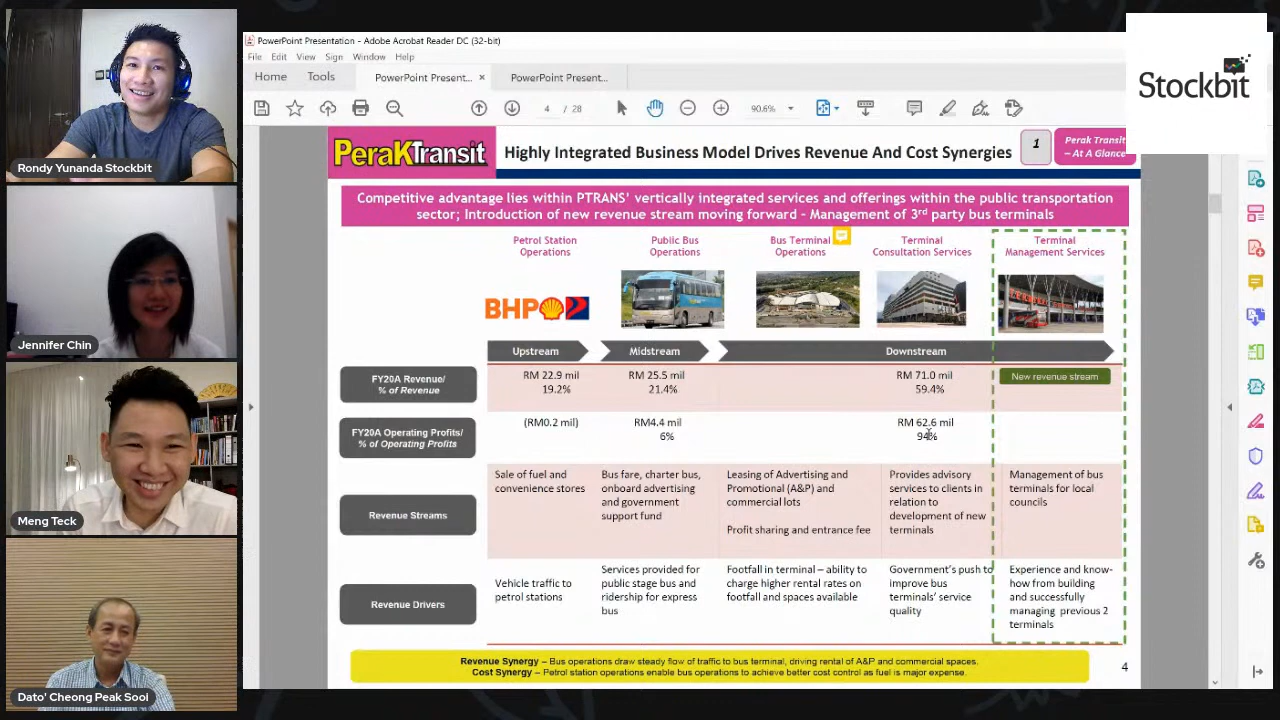 Rondy Yunanda Stockbit
Jennifer Chin
Meng Teck
Dato' Cheong Peak Sooi
PowerPoint Presentation - Adobe Acrobat Reader DC (32-bit)
File Edit View Sign Window Help
Home Tools PowerPoint Present... × PowerPoint Present...
4 / 28 90.6%
Stockbit
PeraKTransit
Highly Integrated Business Model Drives Revenue And Cost Synergies
1
Perak Transit
– At A Glance
Competitive advantage lies within PTRANS' vertically integrated services and offerings within the public transportation
sector; Introduction of new revenue stream moving forward - Management of 3rd party bus terminals
Petrol Station
Operations
Public Bus
Operations
Bus Terminal
Operations
Terminal
Consultation Services
Terminal
Management Services
BHP
Upstream
Midstream
Downstream
FY20A Revenue/
% of Revenue
RM 22.9 mil
19.2%
RM 25.5 mil
21.4%
RM 71.0 mil
59.4%
New revenue stream
FY20A Operating Profits/
% of Operating Profits
(RM0.2 mil)
RM4.4 mil
6%
RM 62.6 mil
94%
Revenue Streams
Sale of fuel and
convenience stores
Bus fare, charter bus,
onboard advertising
and government
support fund
Leasing of Advertising and
Promotional (A&P) and
commercial lots
Profit sharing and entrance fee
Provides advisory
services to clients in
relation to
development of new
terminals
Management of bus
terminals for local
councils
Revenue Drivers
Vehicle traffic to
petrol stations
Services provided for
public stage bus and
ridership for express
bus
Footfall in terminal – ability to
charge higher rental rates on
footfall and spaces available
Government's push to
improve bus
terminals' service
quality
Experience and know-
how from building
and successfully
managing previous 2
terminals
Revenue Synergy – Bus operations draw steady flow of traffic to bus terminal, driving rental of A&P and commercial spaces.
Cost Synergy – Petrol station operations enable bus operations to achieve better cost control as fuel is major expense.
4